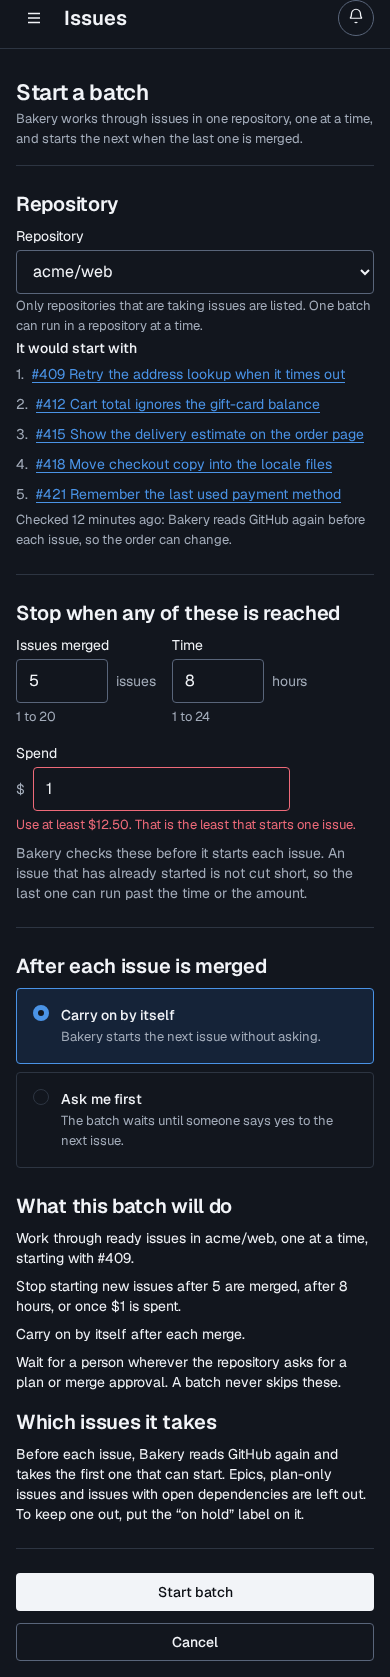 Issues
Start a batch
Bakery works through issues in one repository, one at a time,
and starts the next when the last one is merged.
Repository
Repository
acme/web
Only repositories that are taking issues are listed. One batch
can run in a repository at a time.
It would start with
1. #409 Retry the address lookup when it times out
2. #412 Cart total ignores the gift-card balance
3. #415 Show the delivery estimate on the order page
4. #418 Move checkout copy into the locale files
5. #421 Remember the last used payment method
Checked 12 minutes ago: Bakery reads GitHub again before
each issue, so the order can change.
Stop when any of these is reached
Issues merged Time
5 issues 8 hours
1 to 20 1 to 24
Spend
$ 1
Use at least $12.50. That is the least that starts one issue.
Bakery checks these before it starts each issue. An
issue that has already started is not cut short, so the
last one can run past the time or the amount.
After each issue is merged
Carry on by itself
Bakery starts the next issue without asking.
Ask me first
The batch waits until someone says yes to the
next issue.
What this batch will do
Work through ready issues in acme/web, one at a time,
starting with #409.
Stop starting new issues after 5 are merged, after 8
hours, or once $1 is spent.
Carry on by itself after each merge.
Wait for a person wherever the repository asks for a
plan or merge approval. A batch never skips these.
Which issues it takes
Before each issue, Bakery reads GitHub again and
takes the first one that can start. Epics, plan-only
issues and issues with open dependencies are left out.
To keep one out, put the “on hold” label on it.
Start batch
Cancel